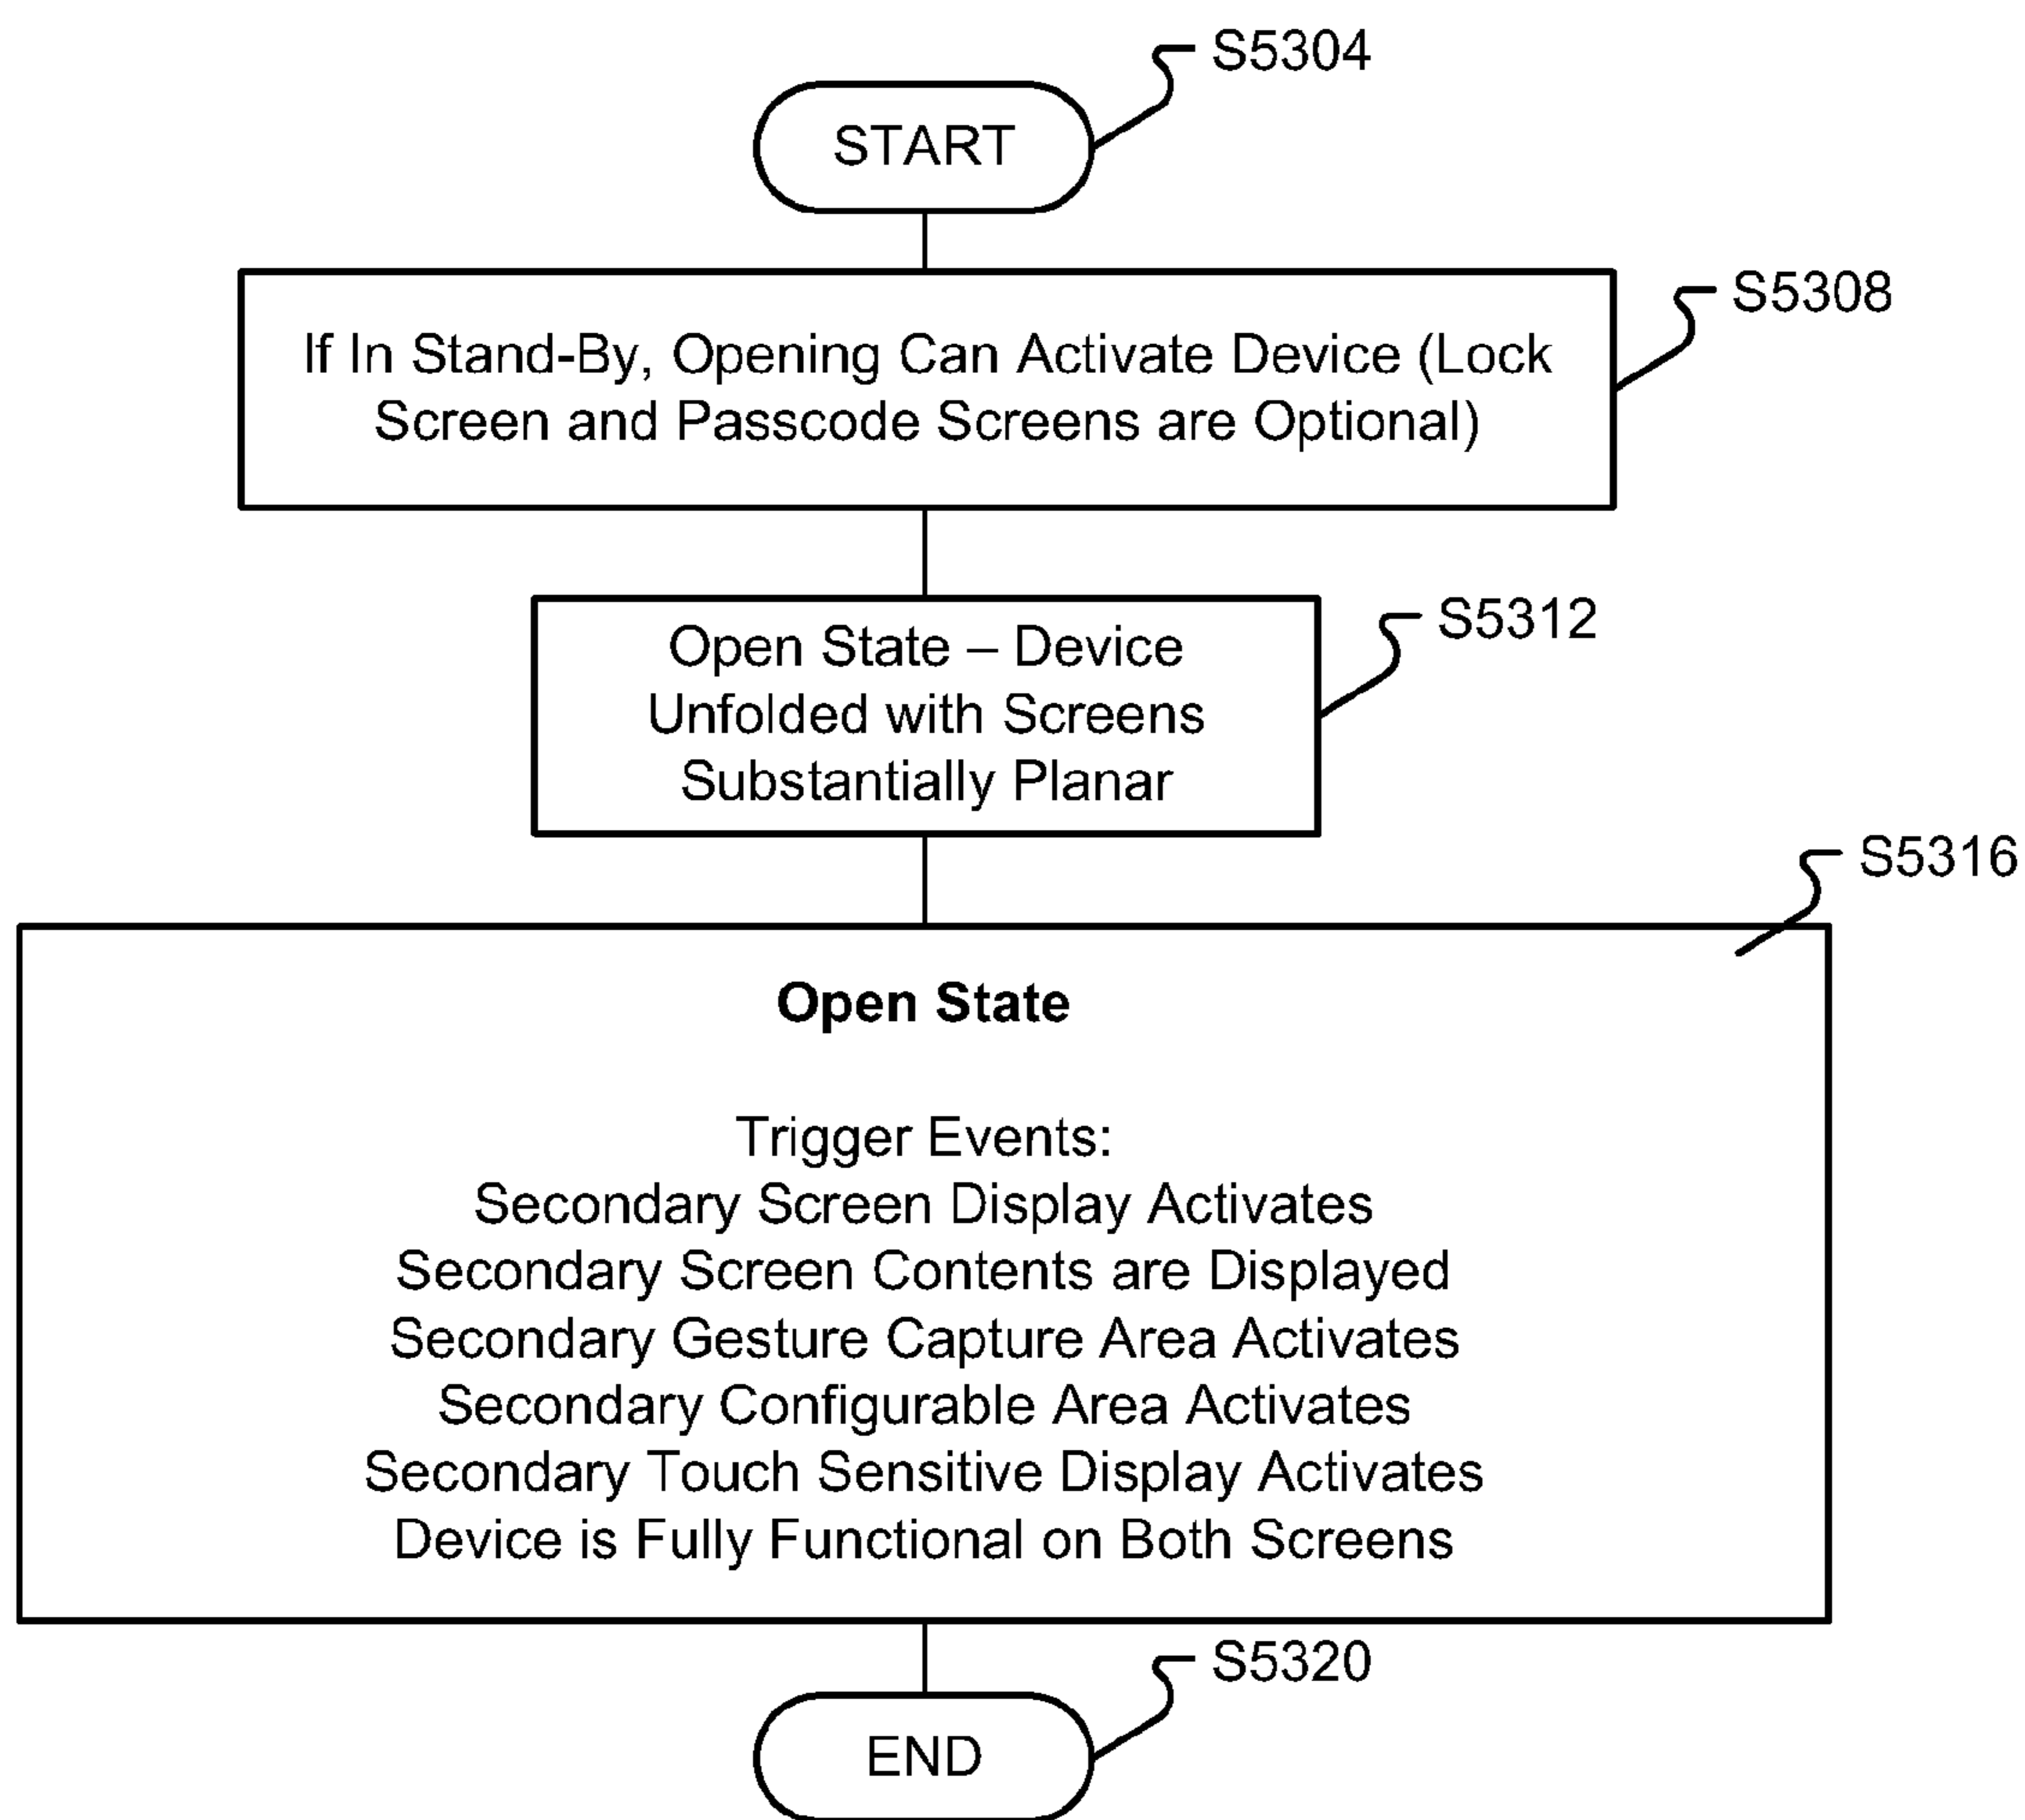 S5304
START
S5308
If In Stand-By, Opening Can Activate Device (Lock
Screen and Passcode Screens are Optional)
S5312
Open State – Device
Unfolded with Screens
Substantially Planar
S5316
Open State
Trigger Events:
Secondary Screen Display Activates
Secondary Screen Contents are Displayed
Secondary Gesture Capture Area Activates
Secondary Configurable Area Activates
Secondary Touch Sensitive Display Activates
Device is Fully Functional on Both Screens
S5320
END